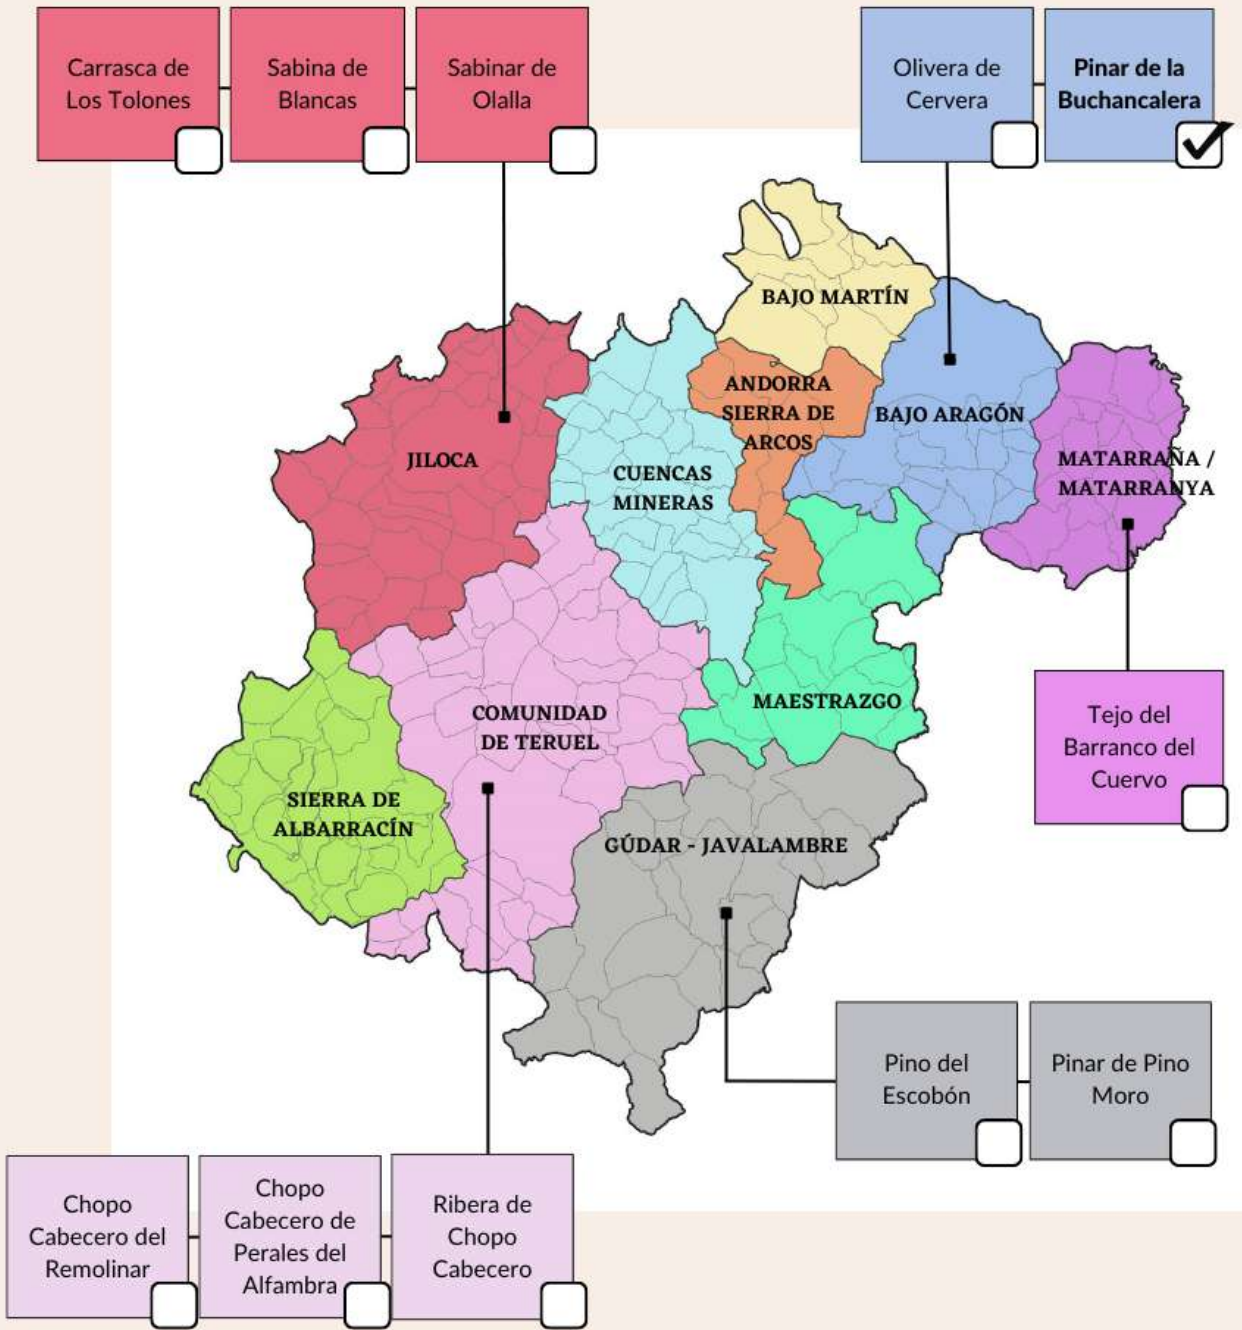 Carrasca de
Los Tolones
Sabina de
Blancas
Sabinar de
Olalla
Olivera de
Cervera
Pinar de la
Buchancalera
BAJO MARTÍN
ANDORRA
SIERRA DE
ARCOS
BAJO ARAGÓN
JILOCA
CUENCAS
MINERAS
MATARRAÑA /
MATARRANYA
MAESTRAZGO
COMUNIDAD
DE TERUEL
SIERRA DE
ALBARRACÍN
GÚDAR - JAVALAMBRE
Tejo del
Barranco del
Cuervo
Pino del
Escobón
Pinar de Pino
Moro
Chopo
Cabecero del
Remolinar
Chopo
Cabecero de
Perales del
Alfambra
Ribera de
Chopo
Cabecero